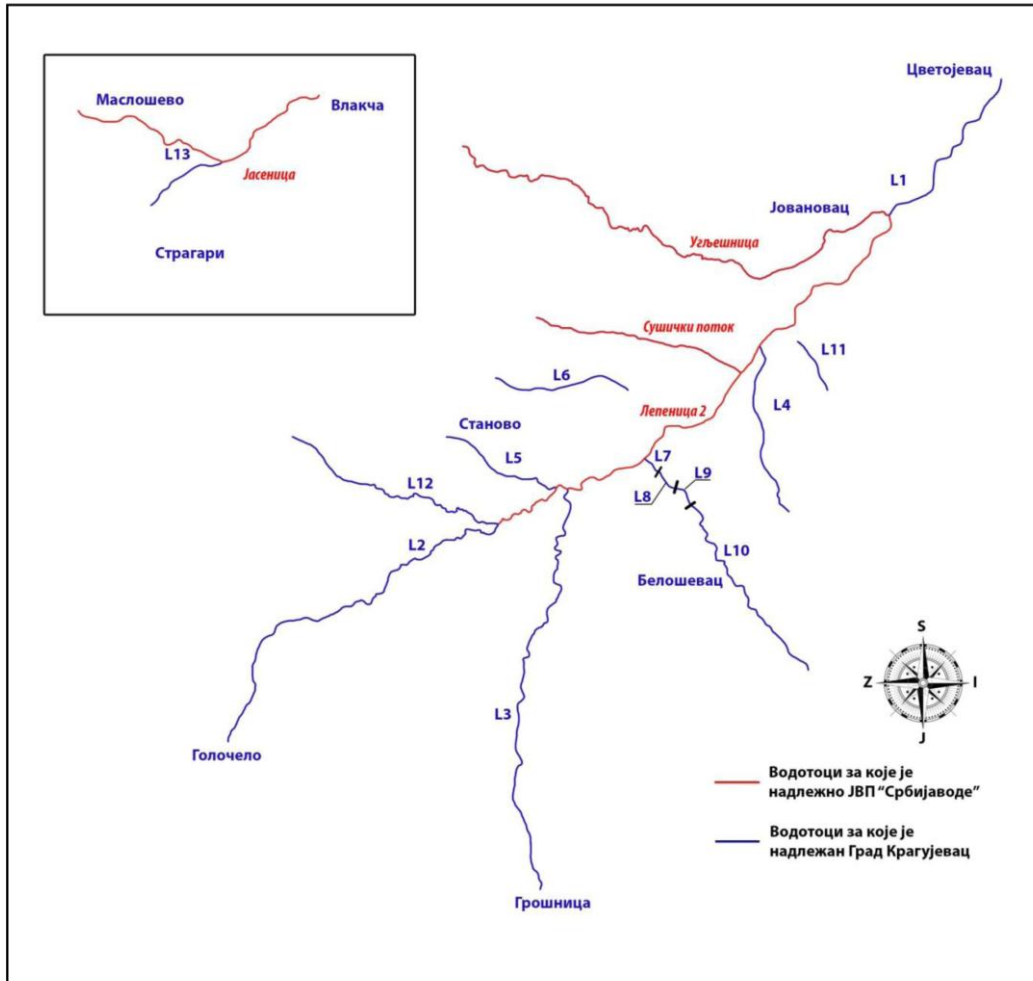 Цветојевац
Маслошево
Влакча
L13
Јасеница
L1
Јовановац
Угљешница
Страгари
Сушички поток
L11
L6
L4
Лепеница 2
Станово
L5
L7
L9
L12
L8
L2
L10
Белошевац
S
Z
I
L3
J
Голочело
Водотоци за које је
надлежно ЈВП “Србијаводе”
Водотоци за које је
надлежан Град Крагујевац
Грошница